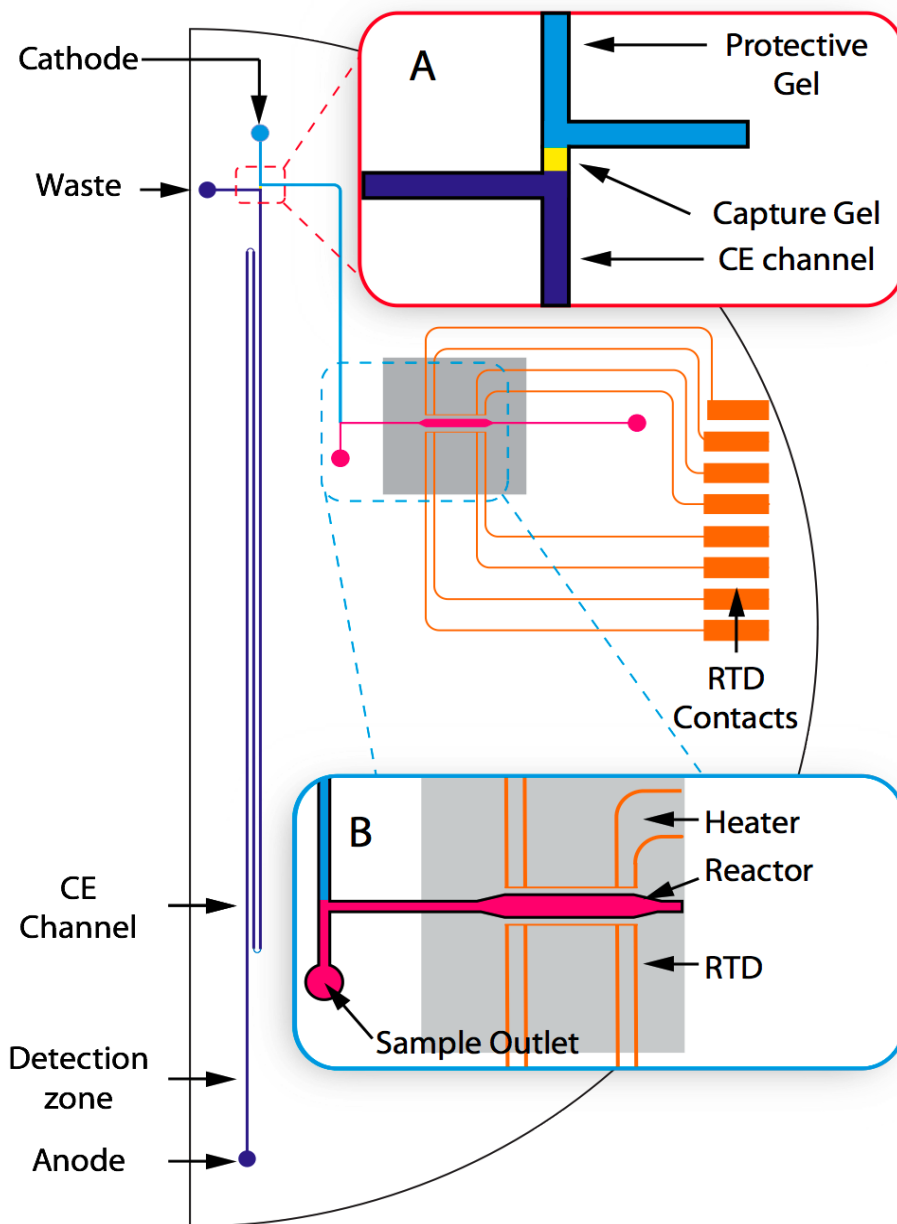 Cathode
Waste
A
Protective
Gel
Capture Gel
CE channel
RTD
Contacts
B
Heater
Reactor
RTD
Sample Outlet
CE
Channel
Detection
zone
Anode